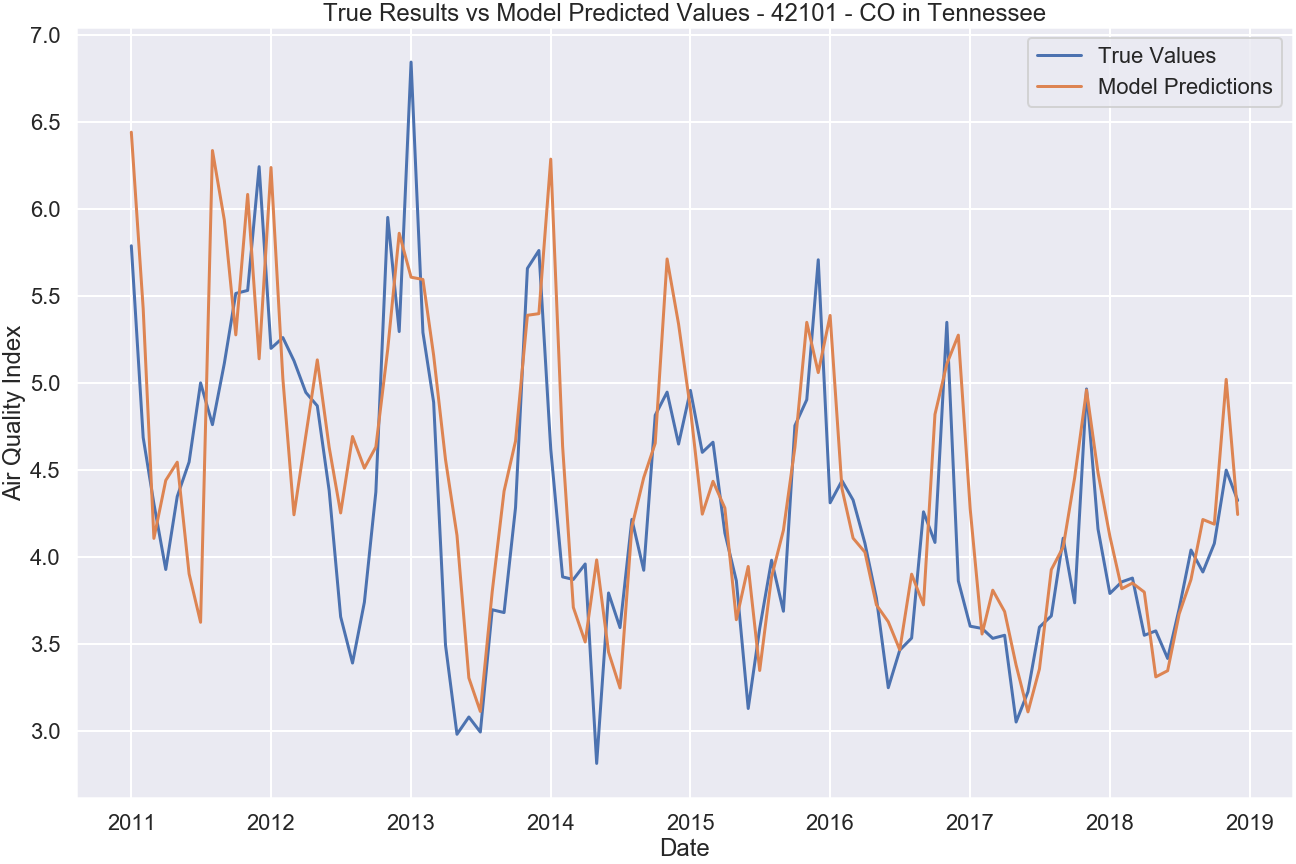 True Results vs Model Predicted Values - 42101 - CO in Tennessee
True Values
Model Predictions
Air Quality Index
7.0
6.5
6.0
5.5
5.0
4.5
4.0
3.5
3.0
2011 2012 2013 2014 2015 2016 2017 2018 2019
Date